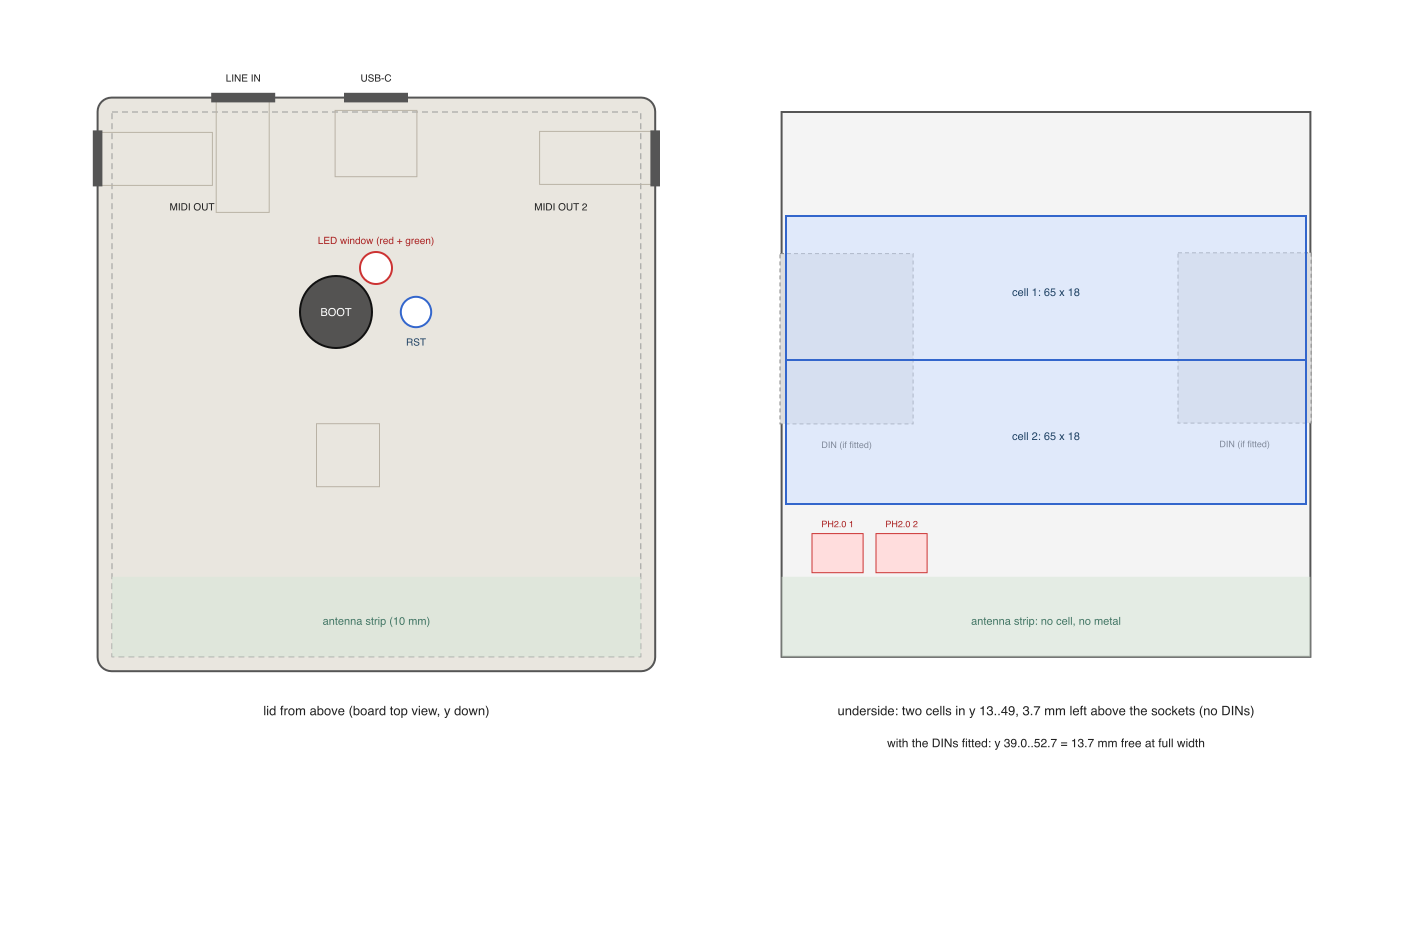 LINE IN
USB-C
MIDI OUT
MIDI OUT 2
LED window (red + green)
BOOT
RST
antenna strip (10 mm)
lid from above (board top view, y down)
cell 1: 65 x 18
cell 2: 65 x 18
DIN (if fitted)
DIN (if fitted)
PH2.0 1
PH2.0 2
antenna strip: no cell, no metal
underside: two cells in y 13..49, 3.7 mm left above the sockets (no DINs)
with the DINs fitted: y 39.0..52.7 = 13.7 mm free at full width